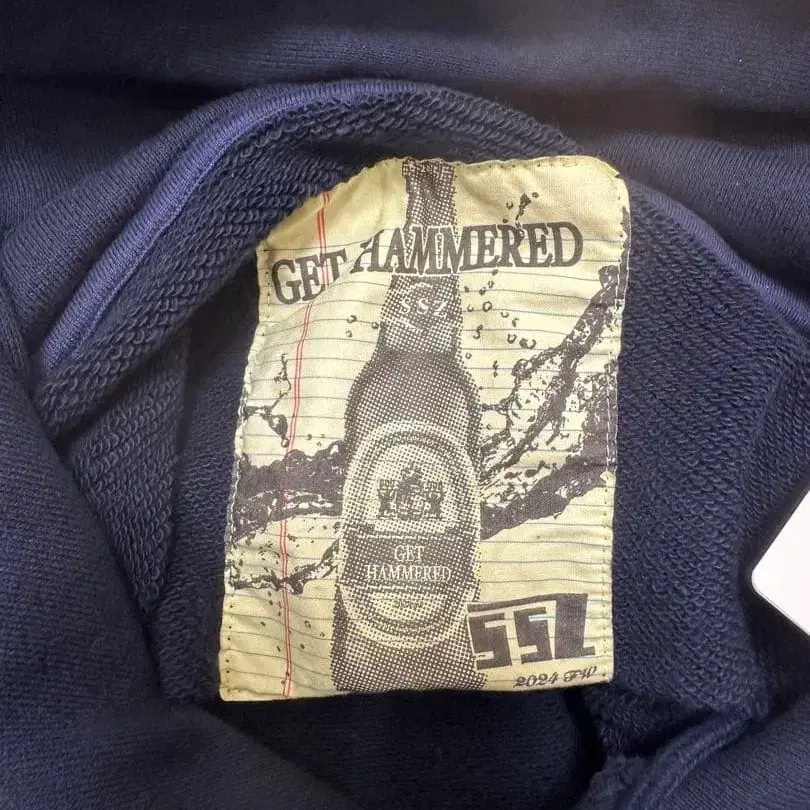 GET HAMMERED
SSZ
GET
HAMMERED
SSZ
2024 FW